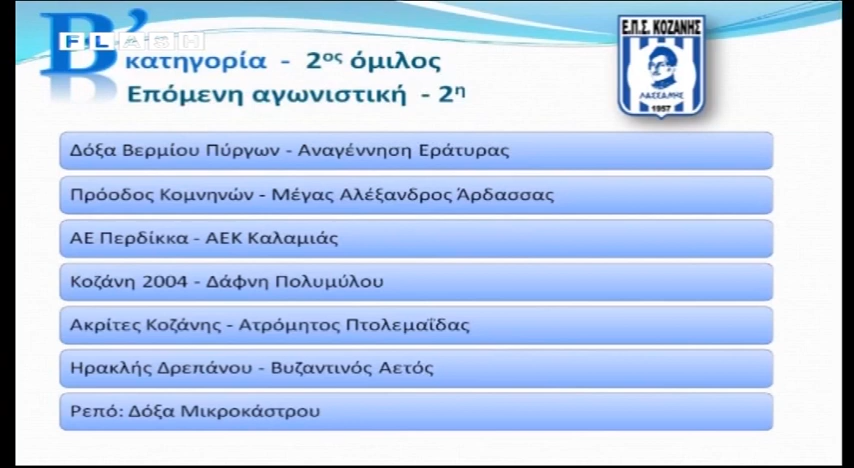 FLASH
Β' κατηγορία - 2ος όμιλος
Επόμενη αγωνιστική - 2η
Ε.Π.Σ. ΚΟΖΑΝΗΣ
ΛΑΣΣΑΝΗΣ
1957
Δόξα Βερμίου Πύργων - Αναγέννηση Εράτυρας
Πρόοδος Κομνηνών - Μέγας Αλέξανδρος Άρδασσας
ΑΕ Περδίκκα - ΑΕΚ Καλαμιάς
Κοζάνη 2004 - Δάφνη Πολυμύλου
Ακρίτες Κοζάνης - Ατρόμητος Πτολεμαΐδας
Ηρακλής Δρεπάνου - Βυζαντινός Αετός
Ρεπό: Δόξα Μικροκάστρου